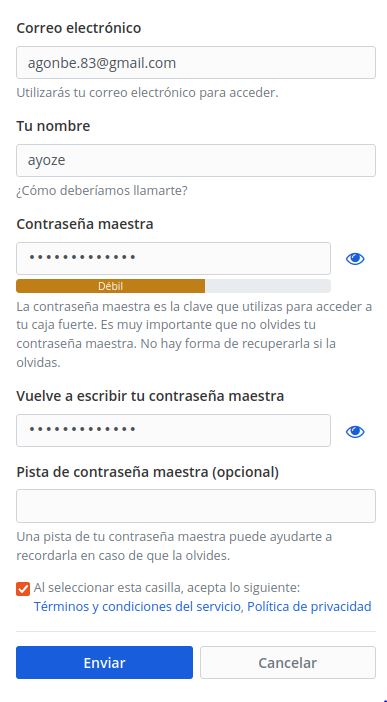 Correo electrónico
agonbe.83@gmail.com
Utilizarás tu correo electrónico para acceder.
Tu nombre
ayoze
¿Cómo deberíamos llamarte?
Contraseña maestra
•••••••••••••
Débil
La contraseña maestra es la clave que utilizas para acceder a
tu caja fuerte. Es muy importante que no olvides tu
contraseña maestra. No hay forma de recuperarla si la
olvidas.
Vuelve a escribir tu contraseña maestra
•••••••••••••
Pista de contraseña maestra (opcional)
Una pista de tu contraseña maestra puede ayudarte a
recordarla en caso de que la olvides.
Al seleccionar esta casilla, acepta lo siguiente:
Términos y condiciones del servicio, Política de privacidad
Enviar
Cancelar